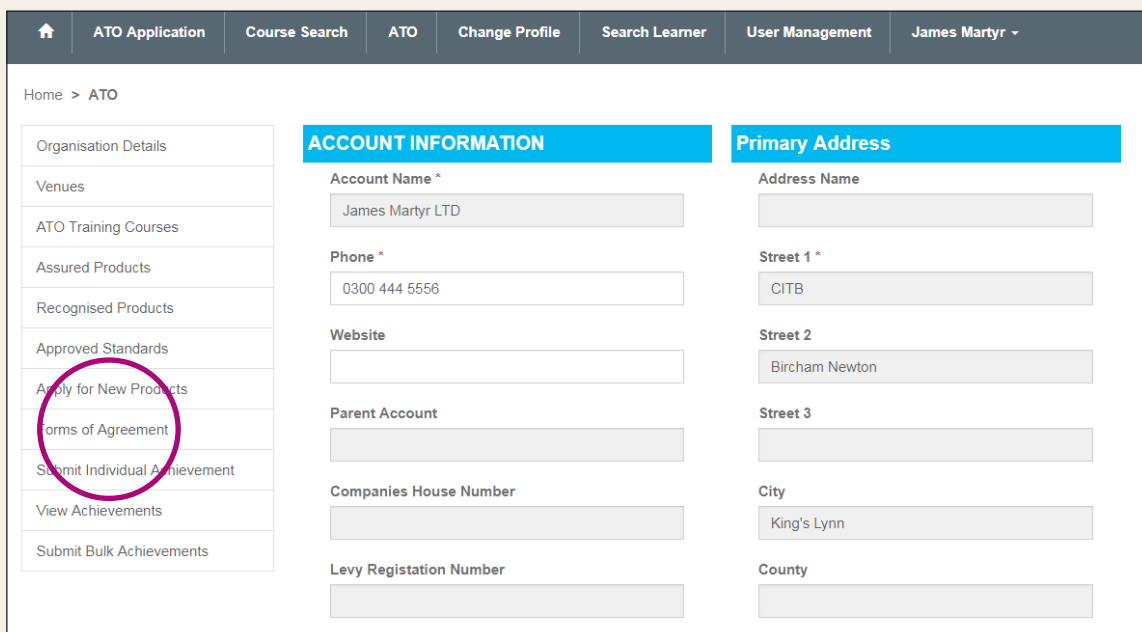 ATO Application Course Search ATO Change Profile Search Learner User Management James Martyr
Home > ATO
Organisation Details
Venues
ATO Training Courses
Assured Products
Recognised Products
Approved Standards
Apply for New Products
Forms of Agreement
Submit Individual Achievement
View Achievements
Submit Bulk Achievements
ACCOUNT INFORMATION
Account Name *
James Martyr LTD
Phone *
0300 444 5556
Website
Parent Account
Companies House Number
Levy Registation Number
Primary Address
Address Name
Street 1 *
CITB
Street 2
Bircham Newton
Street 3
City
King's Lynn
County